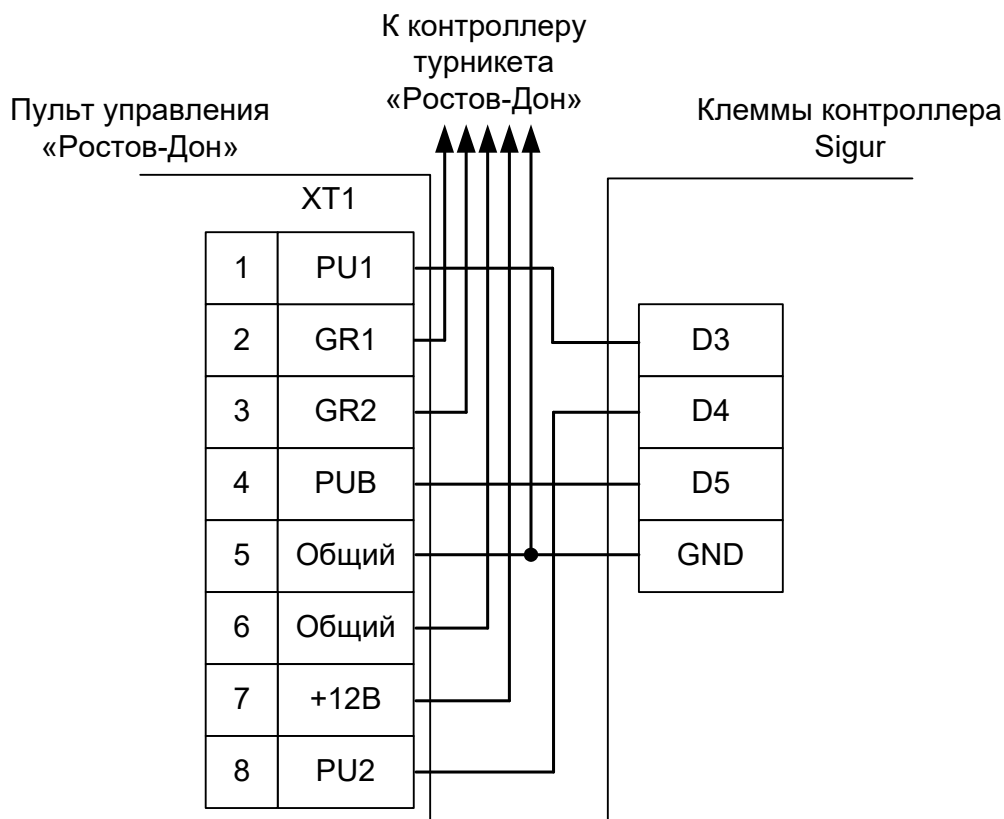 К контроллеру
турникета
«Ростов-Дон»
Пульт управления
«Ростов-Дон»
Клеммы контроллера
Sigur
XT1
1 PU1
2 GR1
3 GR2
4 PUB
5 Общий
6 Общий
7 +12В
8 PU2
D3
D4
D5
GND